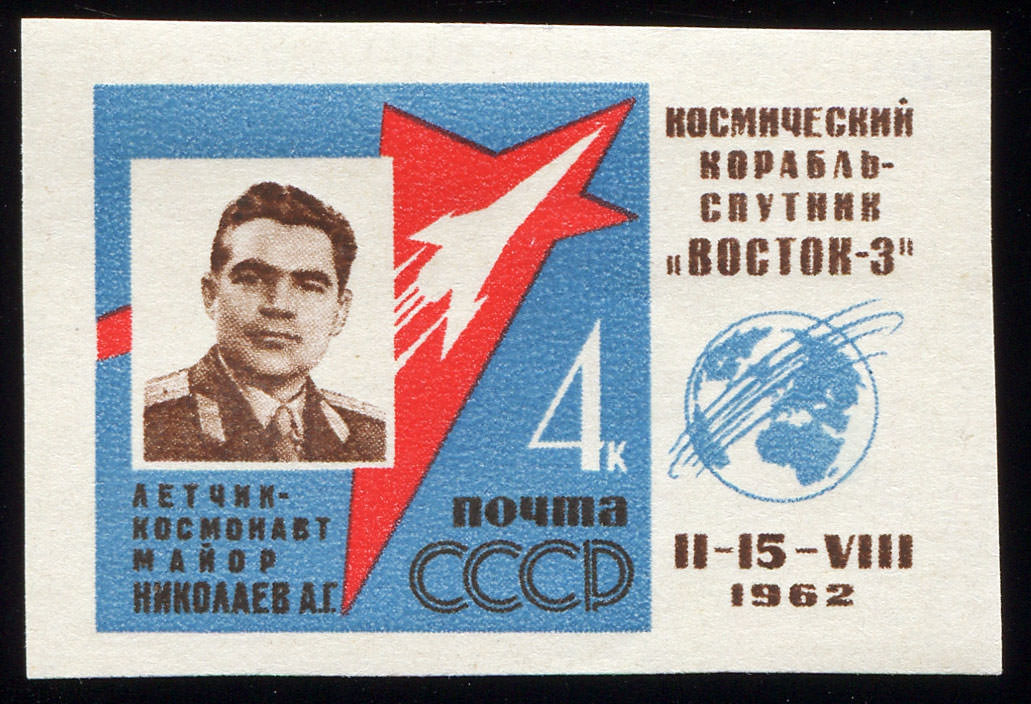 ЛЕТЧИК-
КОСМОНАВТ
МАЙОР
НИКОЛАЕВ А.Г.
4к
почта
СССР
КОСМИЧЕСКИЙ
КОРАБЛЬ-
СПУТНИК
„ВОСТОК-3”
11-15-VIII
1962